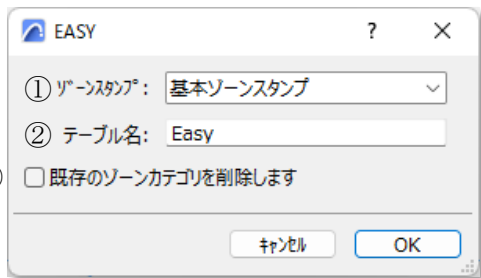 EASY ?
① ｿﾞｰﾝｽﾀﾝﾌﾟ: 基本ゾーンスタンプ
② テーブル名: Easy
既存のゾーンカテゴリを削除します
ｷｬﾝｾﾙ OK